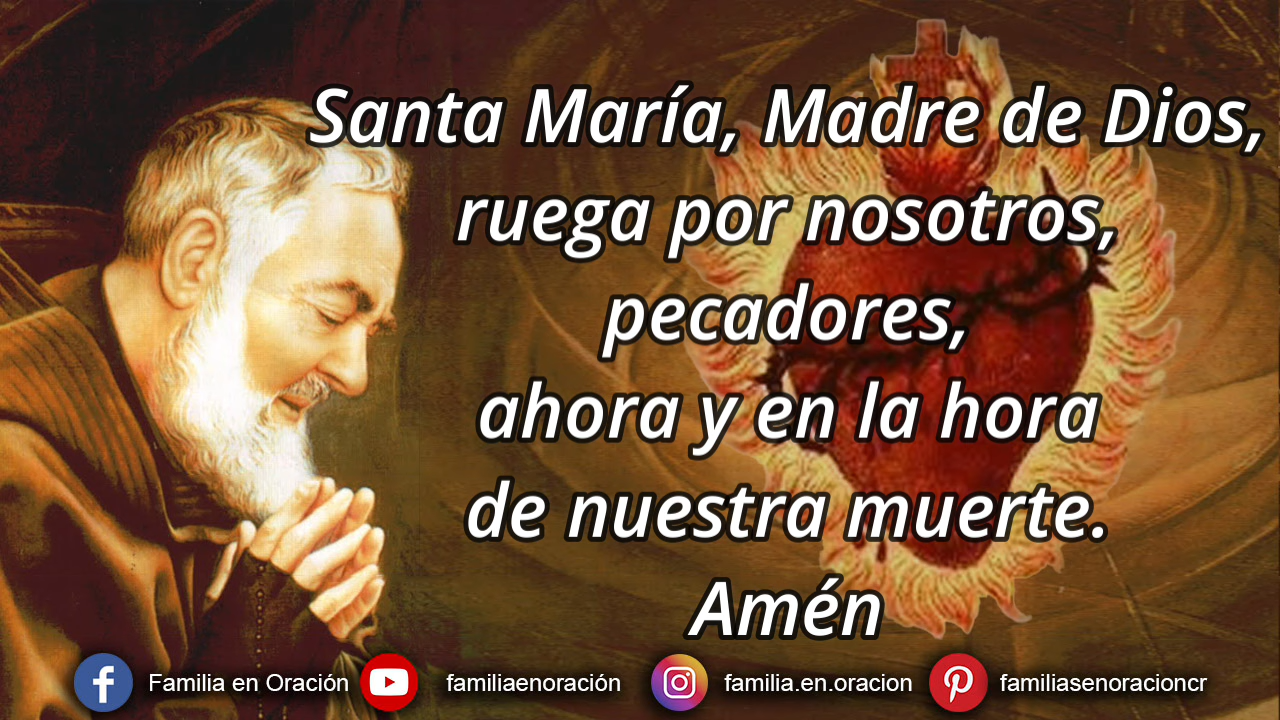 Santa María, Madre de Dios,
ruega por nosotros,
pecadores,
ahora y en la hora
de nuestra muerte.
Amén
Familia en Oración familiaenoración familia.en.oracion familiasenoracioncr